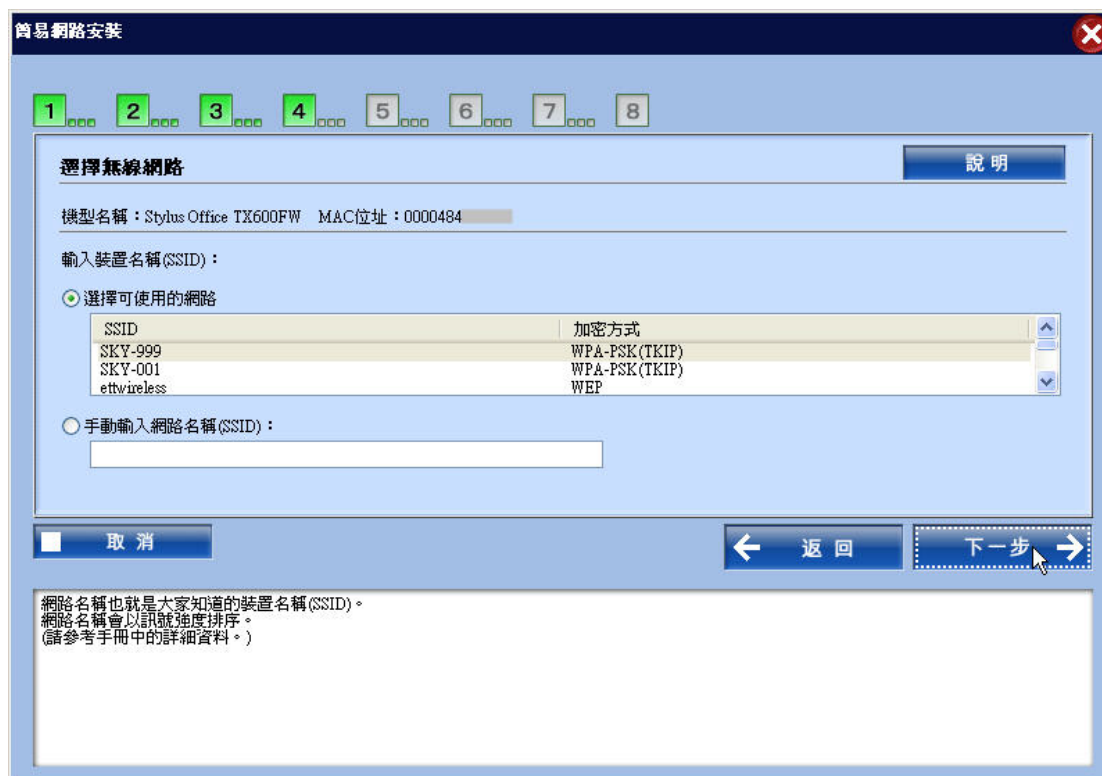 簡易網路安裝
1 2 3 4 5 6 7 8
選擇無線網路
說明
機型名稱：Stylus Office TX600FW MAC位址：0000484
輸入裝置名稱(SSID)：
選擇可使用的網路
SSID 加密方式
SKY-999 WPA-PSK(TKIP)
SKY-001 WPA-PSK(TKIP)
ettwireless WEP
手動輸入網路名稱(SSID)：
取消 返回 下一步
網路名稱也就是大家知道的裝置名稱(SSID)。
網路名稱會以訊號強度排序。
(請參考手冊中的詳細資料。)